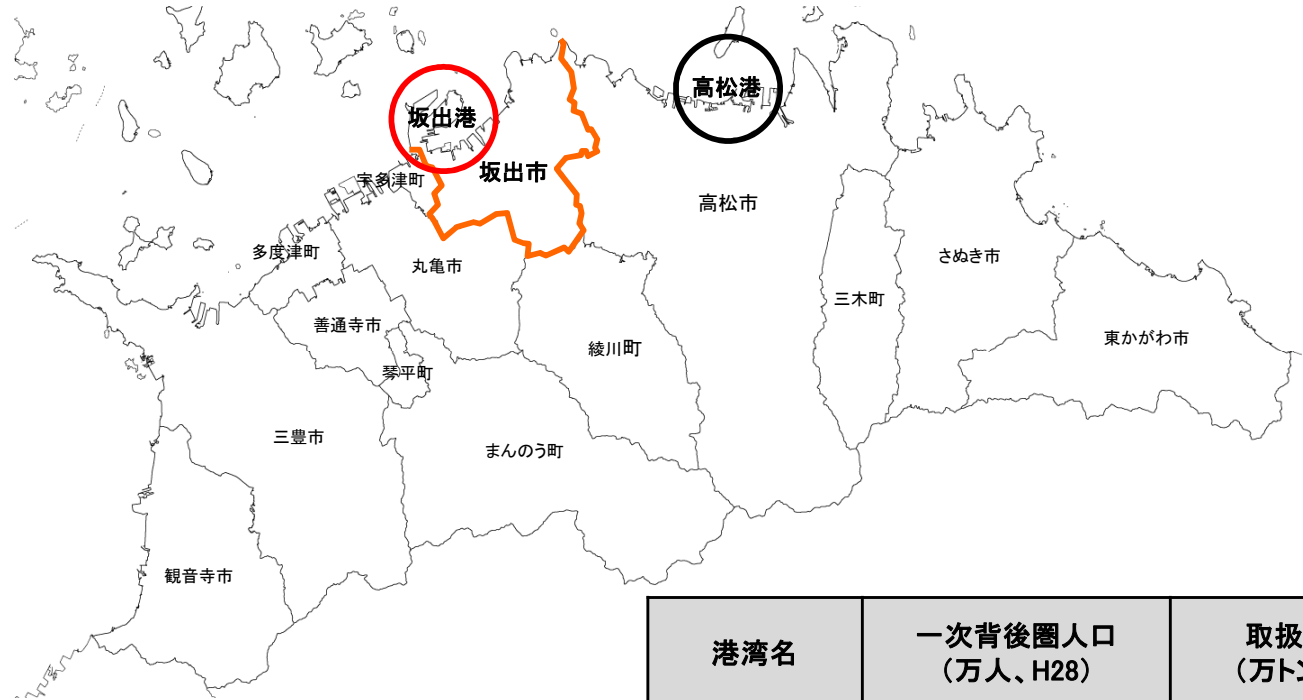 高松港
坂出港
坂出市
宇多津町
高松市
多度津町
丸亀市
さぬき市
三木町
善通寺市
綾川町
東かがわ市
琴平町
三豊市
まんのう町
観音寺市
港湾名
一次背後圏人口
（万人、H28）
取扱
（万トン